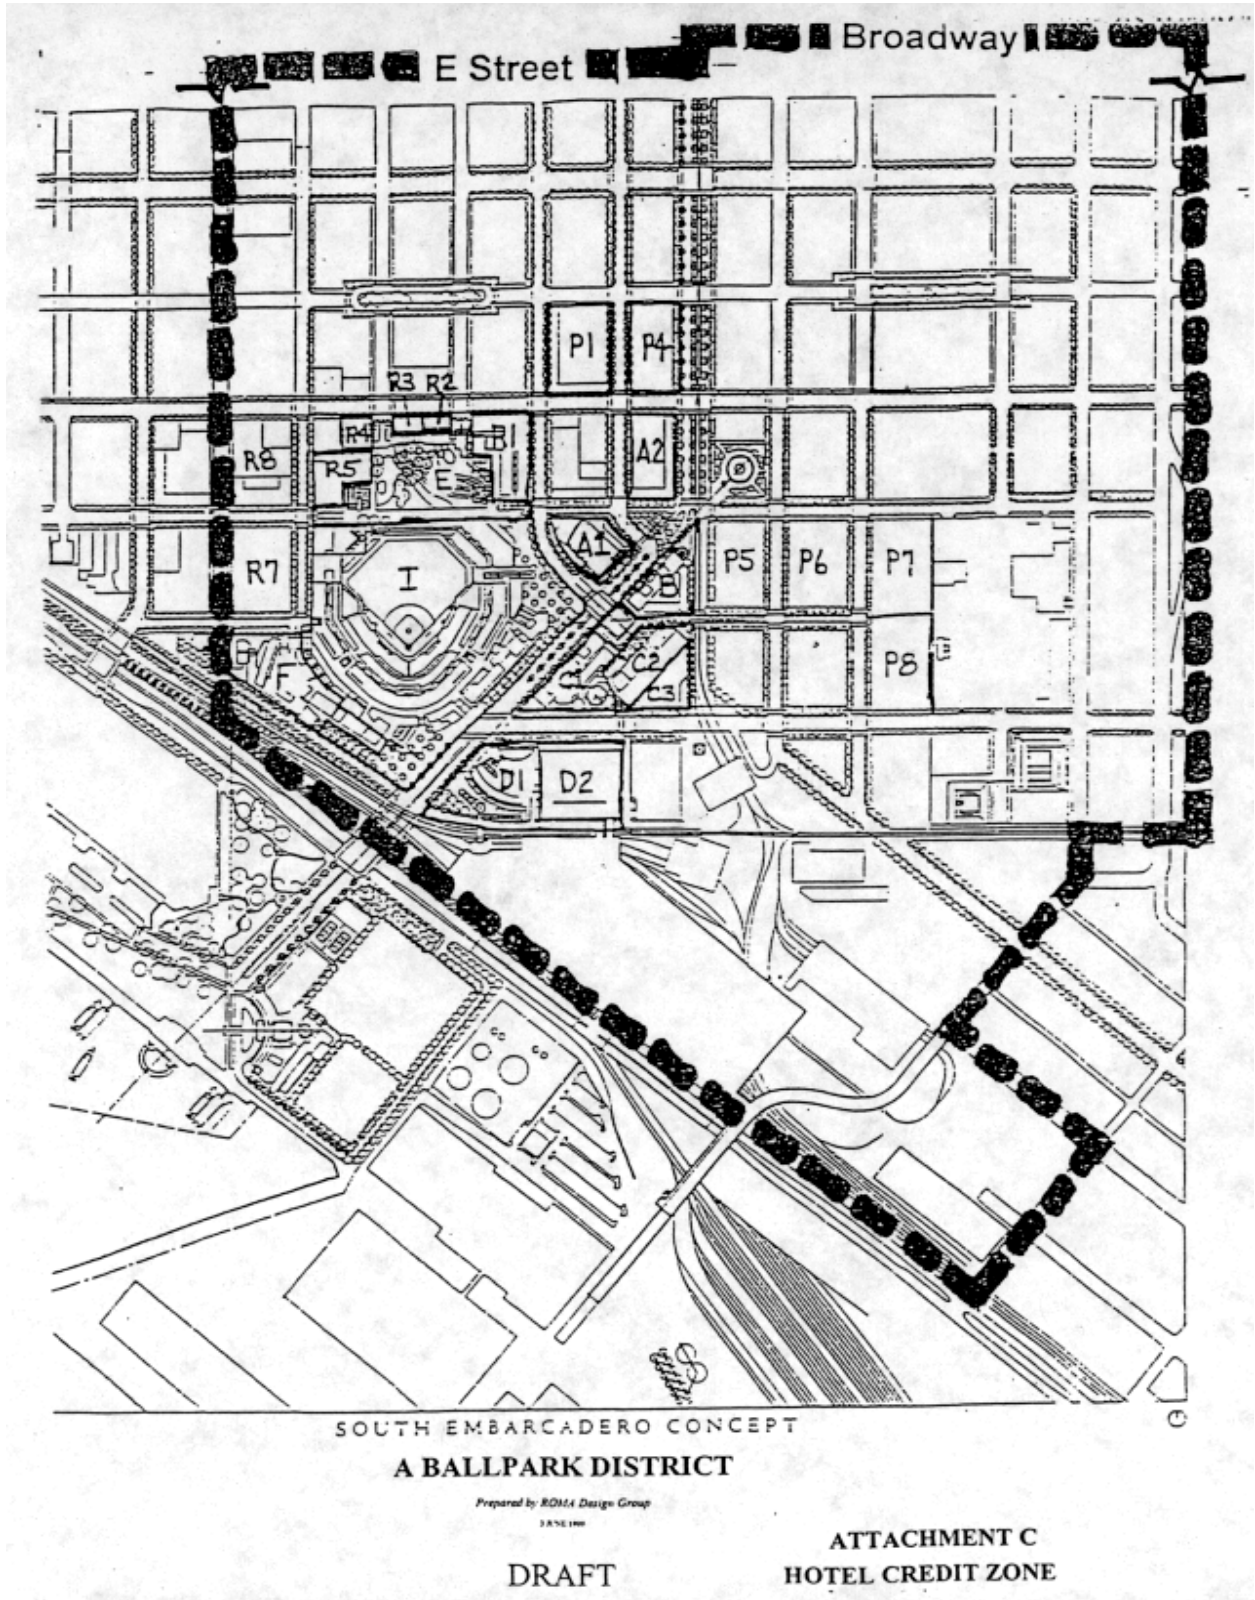 E Street Broadway
P1 P4
R3 R2
R8 R4 R5 E A2
R7 I A1 B P5 P6 P7
F C2 C3 P8
D1 D2
SOUTH EMBARCADERO CONCEPT
A BALLPARK DISTRICT
Prepared by ROMA Design Group
DRAFT
ATTACHMENT C
HOTEL CREDIT ZONE